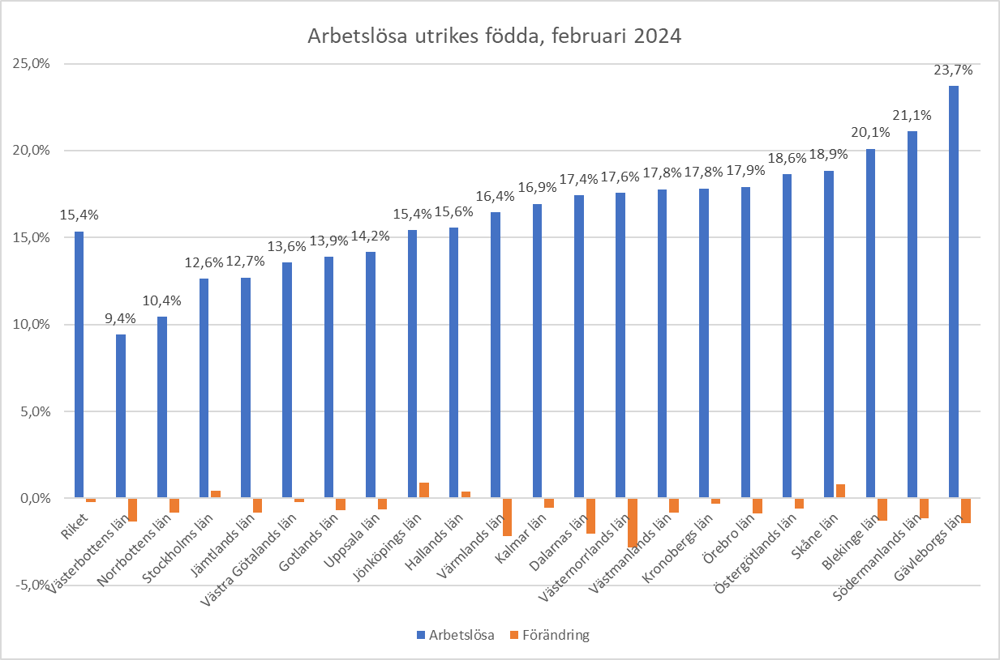 Arbetslösa utrikes födda, februari 2024
25,0%
20,0%
15,0%
10,0%
5,0%
0,0%
-5,0%
15,4%
9,4%
10,4%
12,6%
12,7%
13,6%
13,9%
14,2%
15,4%
15,6%
16,4%
16,9%
17,4%
17,6%
17,8%
17,8%
17,9%
18,6%
18,9%
20,1%
21,1%
23,7%
Riket
Västerbottens län
Norrbottens län
Stockholms län
Jämtlands län
Västra Götalands län
Gotlands län
Uppsala län
Jönköpings län
Hallands län
Värmlands län
Kalmar län
Dalarnas län
Västernorrlands län
Västmanlands län
Kronobergs län
Örebro län
Östergötlands län
Skåne län
Blekinge län
Södermanlands län
Gävleborgs län
Arbetslösa
Förändring